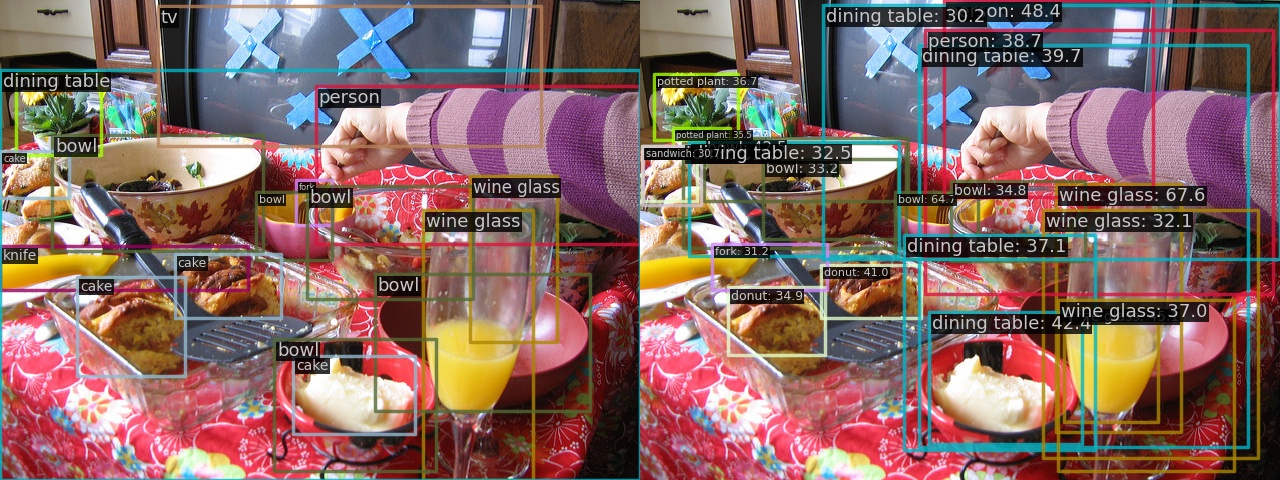 tv
dining table
person
bowl
cake
fork
bowl
bowl
wine glass
wine glass
knife
cake
cake
bowl
bowl
cake
dining table: 30.2
on: 48.4
person: 38.7
dining table: 39.7
potted plant: 36.7
potted plant: 35.5
sandwich: 30.7
ing table: 32.5
bowl: 33.2
bowl: 34.8
bowl: 64.7
wine glass: 67.6
wine glass: 32.1
dining table: 37.1
fork: 31.2
donut: 41.0
donut: 34.9
wine glass: 37.0
dining table: 42.4